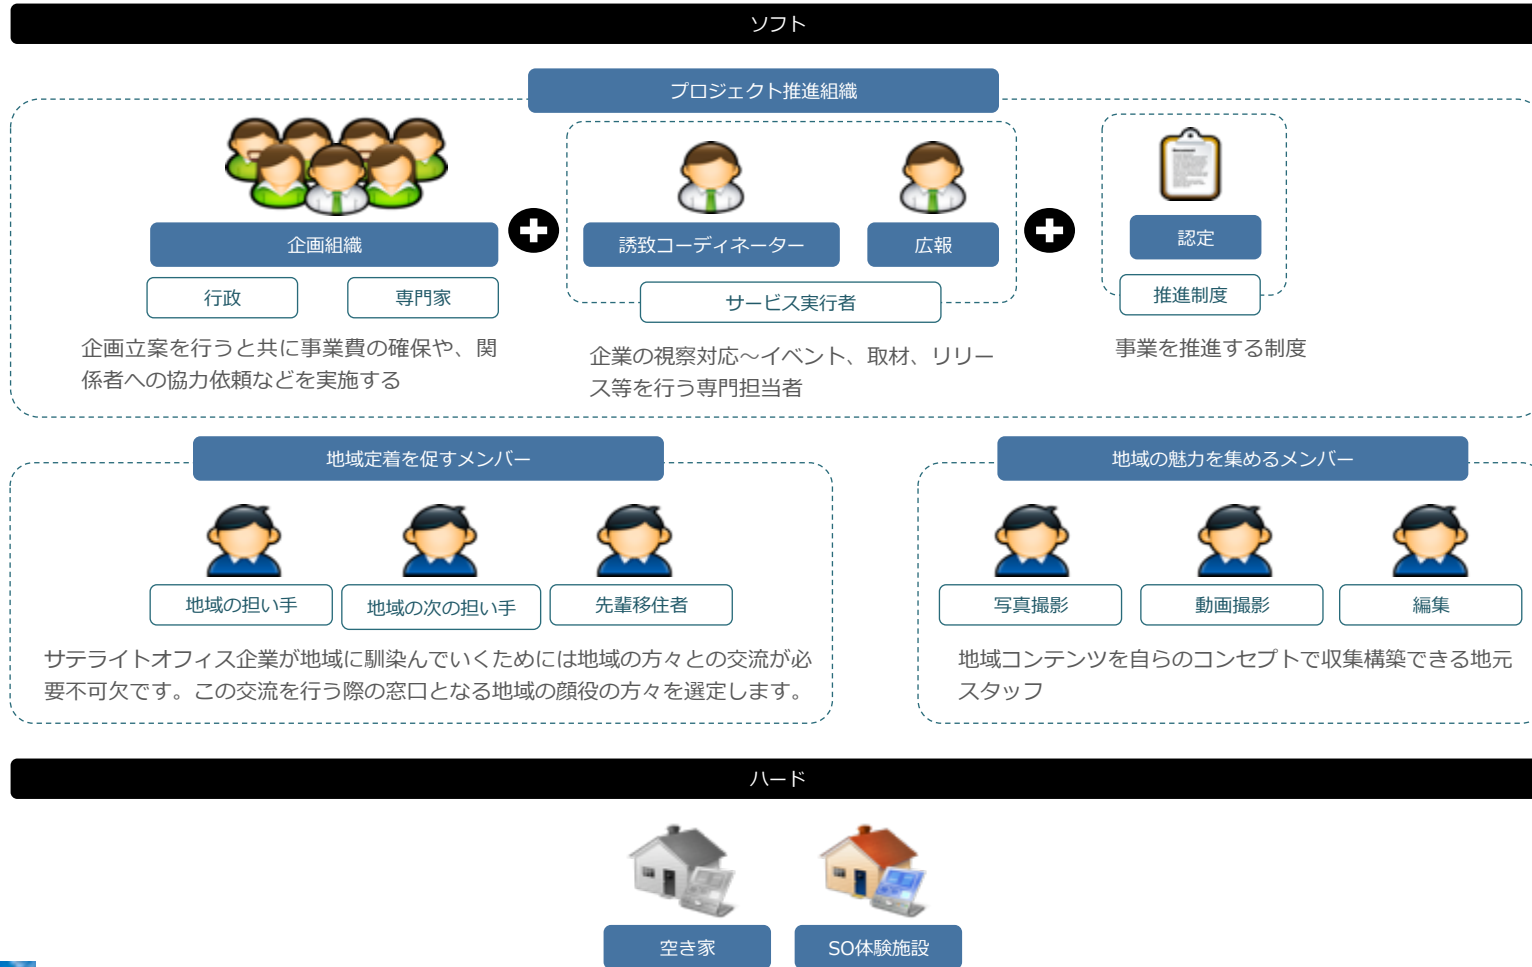 ソフト
プロジェクト推進組織
企画組織
誘致コーディネーター
広報
認定
行政
専門家
サービス実行者
推進制度
企画立案を行うと共に事業費の確保や、関
係者への協力依頼などを実施する
企業の視察対応～イベント、取材、リリー
ス等を行う専門担当者
事業を推進する制度
地域定着を促すメンバー
地域の魅力を集めるメンバー
地域の担い手
地域の次の担い手
先輩移住者
写真撮影
動画撮影
編集
サテライトオフィス企業が地域に馴染んでいくためには地域の方々との交流が必
要不可欠です。この交流を行う際の窓口となる地域の顔役の方々を選定します。
地域コンテンツを自らのコンセプトで収集構築できる地元
スタッフ
ハード
空き家
SO体験施設